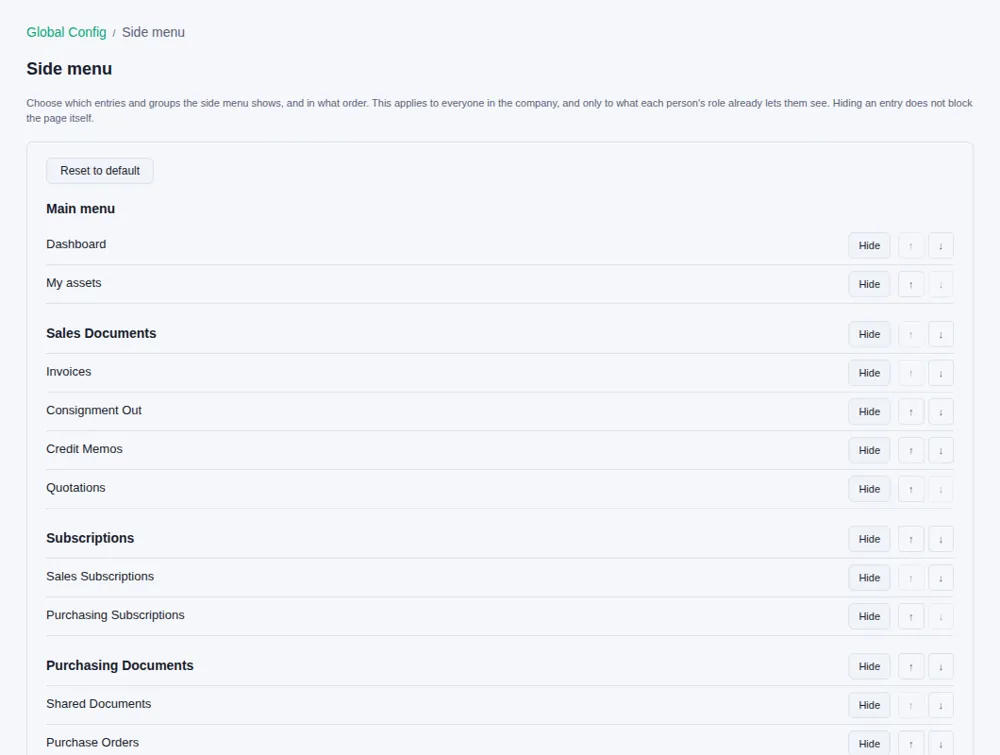 Global Config / Side menu
Side menu
Choose which entries and groups the side menu shows, and in what order. This applies to everyone in the company, and only to what each person's role already lets them see. Hiding an entry does not block
the page itself.
Reset to default
Main menu
Dashboard Hide ↑ ↓
My assets Hide ↑ ↓
Sales Documents Hide ↑ ↓
Invoices Hide ↑ ↓
Consignment Out Hide ↑ ↓
Credit Memos Hide ↑ ↓
Quotations Hide ↑ ↓
Subscriptions Hide ↑ ↓
Sales Subscriptions Hide ↑ ↓
Purchasing Subscriptions Hide ↑ ↓
Purchasing Documents Hide ↑ ↓
Shared Documents Hide ↑ ↓
Purchase Orders Hide ↑ ↓